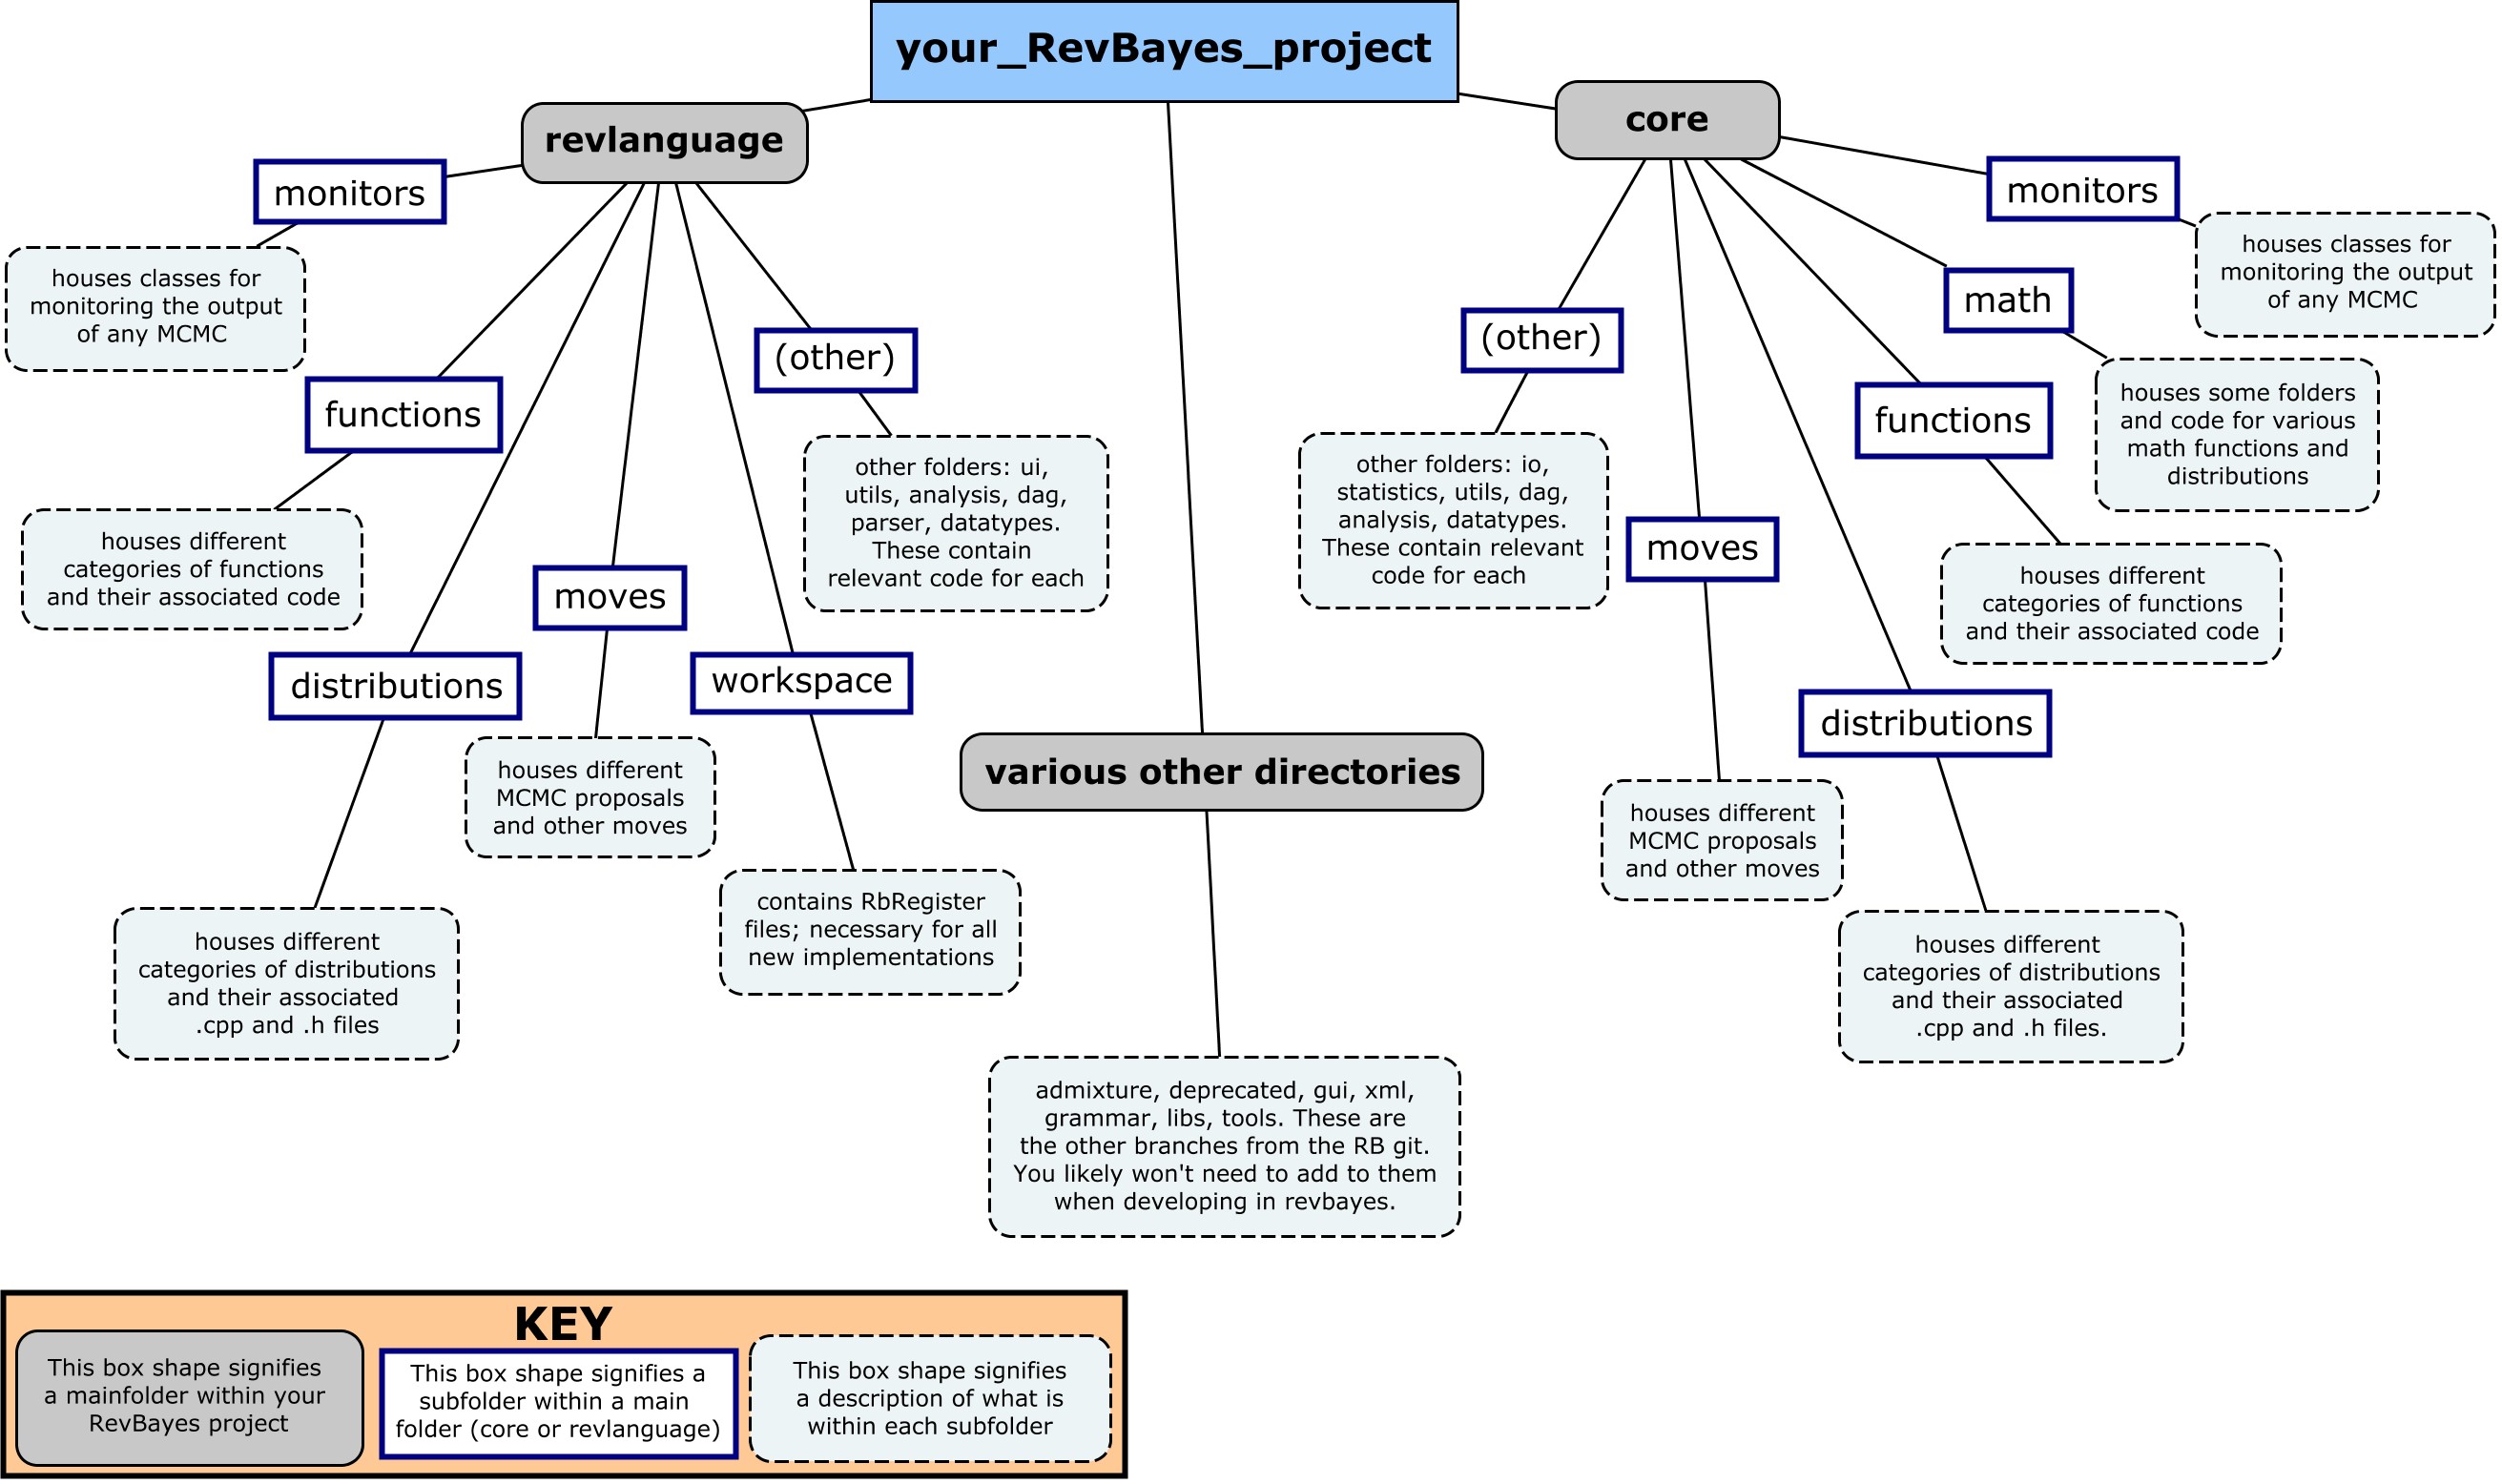 your_RevBayes_project
revlanguage
core
monitors
houses classes for
monitoring the output
of any MCMC
functions
houses different
categories of functions
and their associated code
distributions
houses different
categories of distributions
and their associated
.cpp and .h files
moves
houses different
MCMC proposals
and other moves
workspace
contains RbRegister
files; necessary for all
new implementations
(other)
other folders: ui,
utils, analysis, dag,
parser, datatypes.
These contain
relevant code for each
various other directories
admixture, deprecated, gui, xml,
grammar, libs, tools. These are
the other branches from the RB git.
You likely won't need to add to them
when developing in revbayes.
(other)
other folders: io,
statistics, utils, dag,
analysis, datatypes.
These contain relevant
code for each
moves
houses different
MCMC proposals
and other moves
distributions
houses different
categories of distributions
and their associated
.cpp and .h files.
functions
houses different
categories of functions
and their associated code
math
houses some folders
and code for various
math functions and
distributions
monitors
houses classes for
monitoring the output
of any MCMC
KEY
This box shape signifies
a mainfolder within your
RevBayes project
This box shape signifies a
subfolder within a main
folder (core or revlanguage)
This box shape signifies
a description of what is
within each subfolder